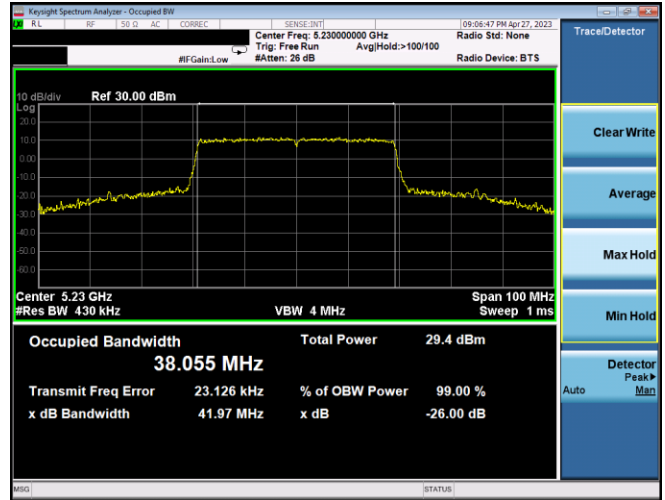 Keysight Spectrum Analyzer - Occupied BW
LXI RL RF 50 Ω AC CORREC SENSE:INT 09:06:47 PM Apr 27, 2023
Center Freq: 5.230000000 GHz Radio Std: None
Trig: Free Run Avg|Hold:>100/100
#IFGain:Low #Atten: 26 dB Radio Device: BTS
Trace/Detector
10 dB/div Ref 30.00 dBm
Log
20.0
10.0
0.00
-10.0
-20.0
-30.0
-40.0
-50.0
-60.0
Center 5.23 GHz Span 100 MHz
#Res BW 430 kHz VBW 4 MHz Sweep 1 ms
Occupied Bandwidth Total Power 29.4 dBm
38.055 MHz
Transmit Freq Error 23.126 kHz % of OBW Power 99.00 %
x dB Bandwidth 41.97 MHz x dB -26.00 dB
Clear Write
Average
Max Hold
Min Hold
Detector
Peak▶
Auto Man
MSG STATUS